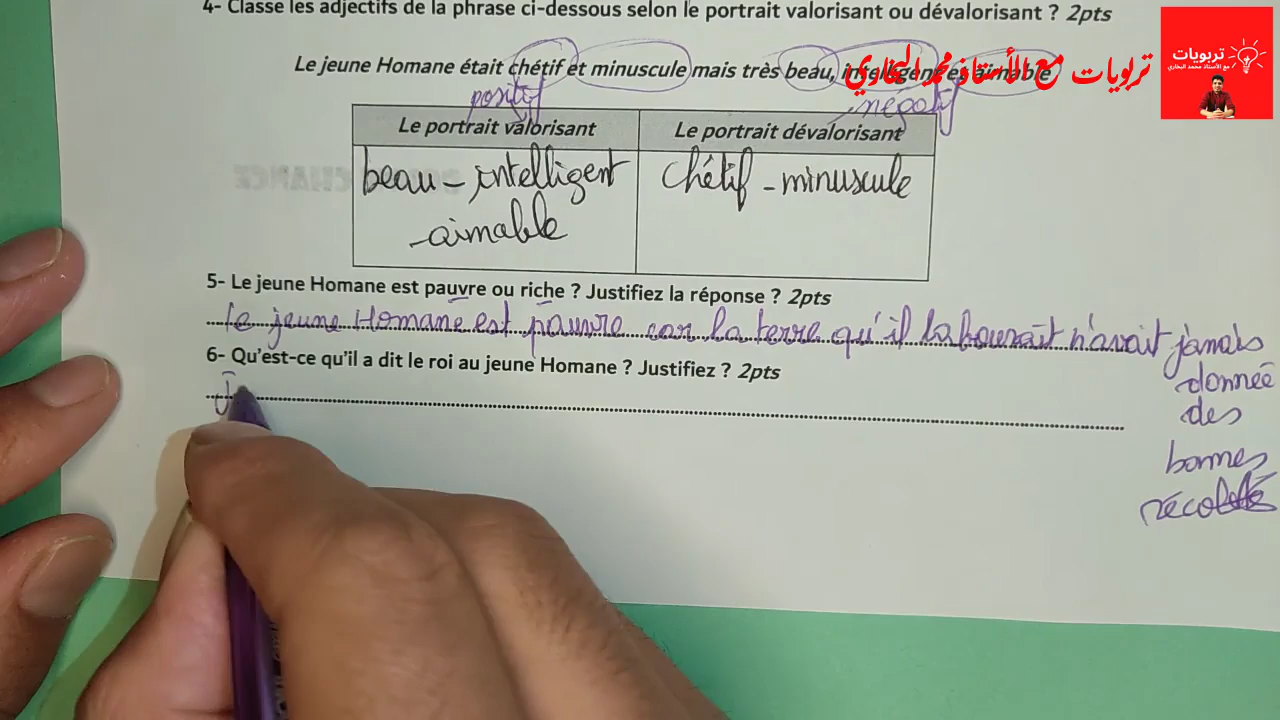 4- Classe les adjectifs de la phrase ci-dessous selon le portrait valorisant ou dévalorisant ? 2pts
Le jeune Homane était chétif et minuscule mais très beau, intelligent et aimable
تربويات مع الأستاذ محمد البخاري
تربويات
مع الأستاذ محمد البخاري
positif
négatif
Le portrait valorisant
Le portrait dévalorisant
beau - intelligent
- aimable
chétif - minuscule
5- Le jeune Homane est pauvre ou riche ? Justifiez la réponse ? 2pts
le jeune Homane est pauvre car la terre qu'il labourait n'avait jamais
donnée
des
bonnes
récoltes
6- Qu'est-ce qu'il a dit le roi au jeune Homane ? Justifiez ? 2pts